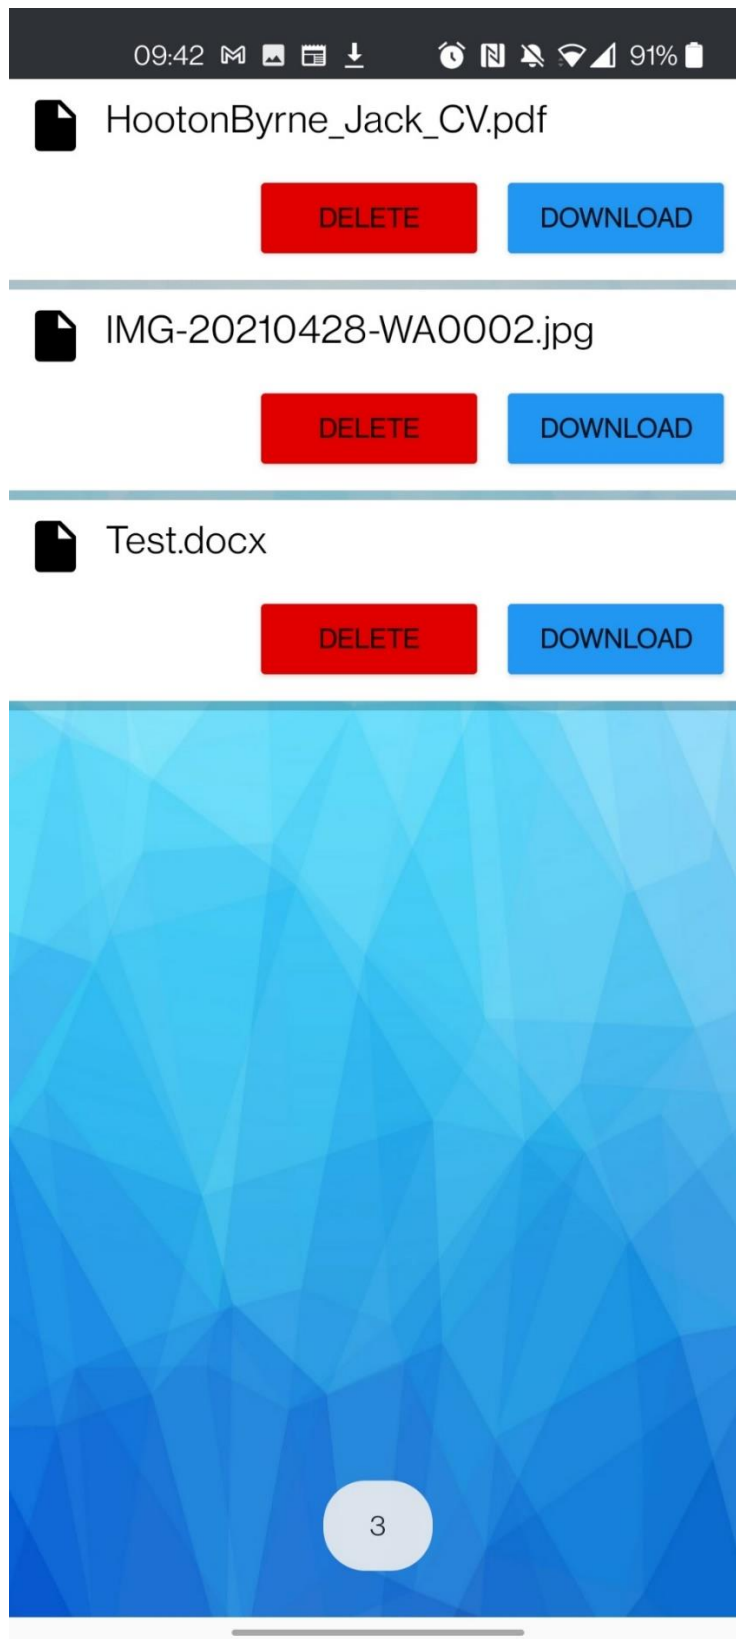 09:42 91%
HootonByrne_Jack_CV.pdf
DELETE DOWNLOAD
IMG-20210428-WA0002.jpg
DELETE DOWNLOAD
Test.docx
DELETE DOWNLOAD
3